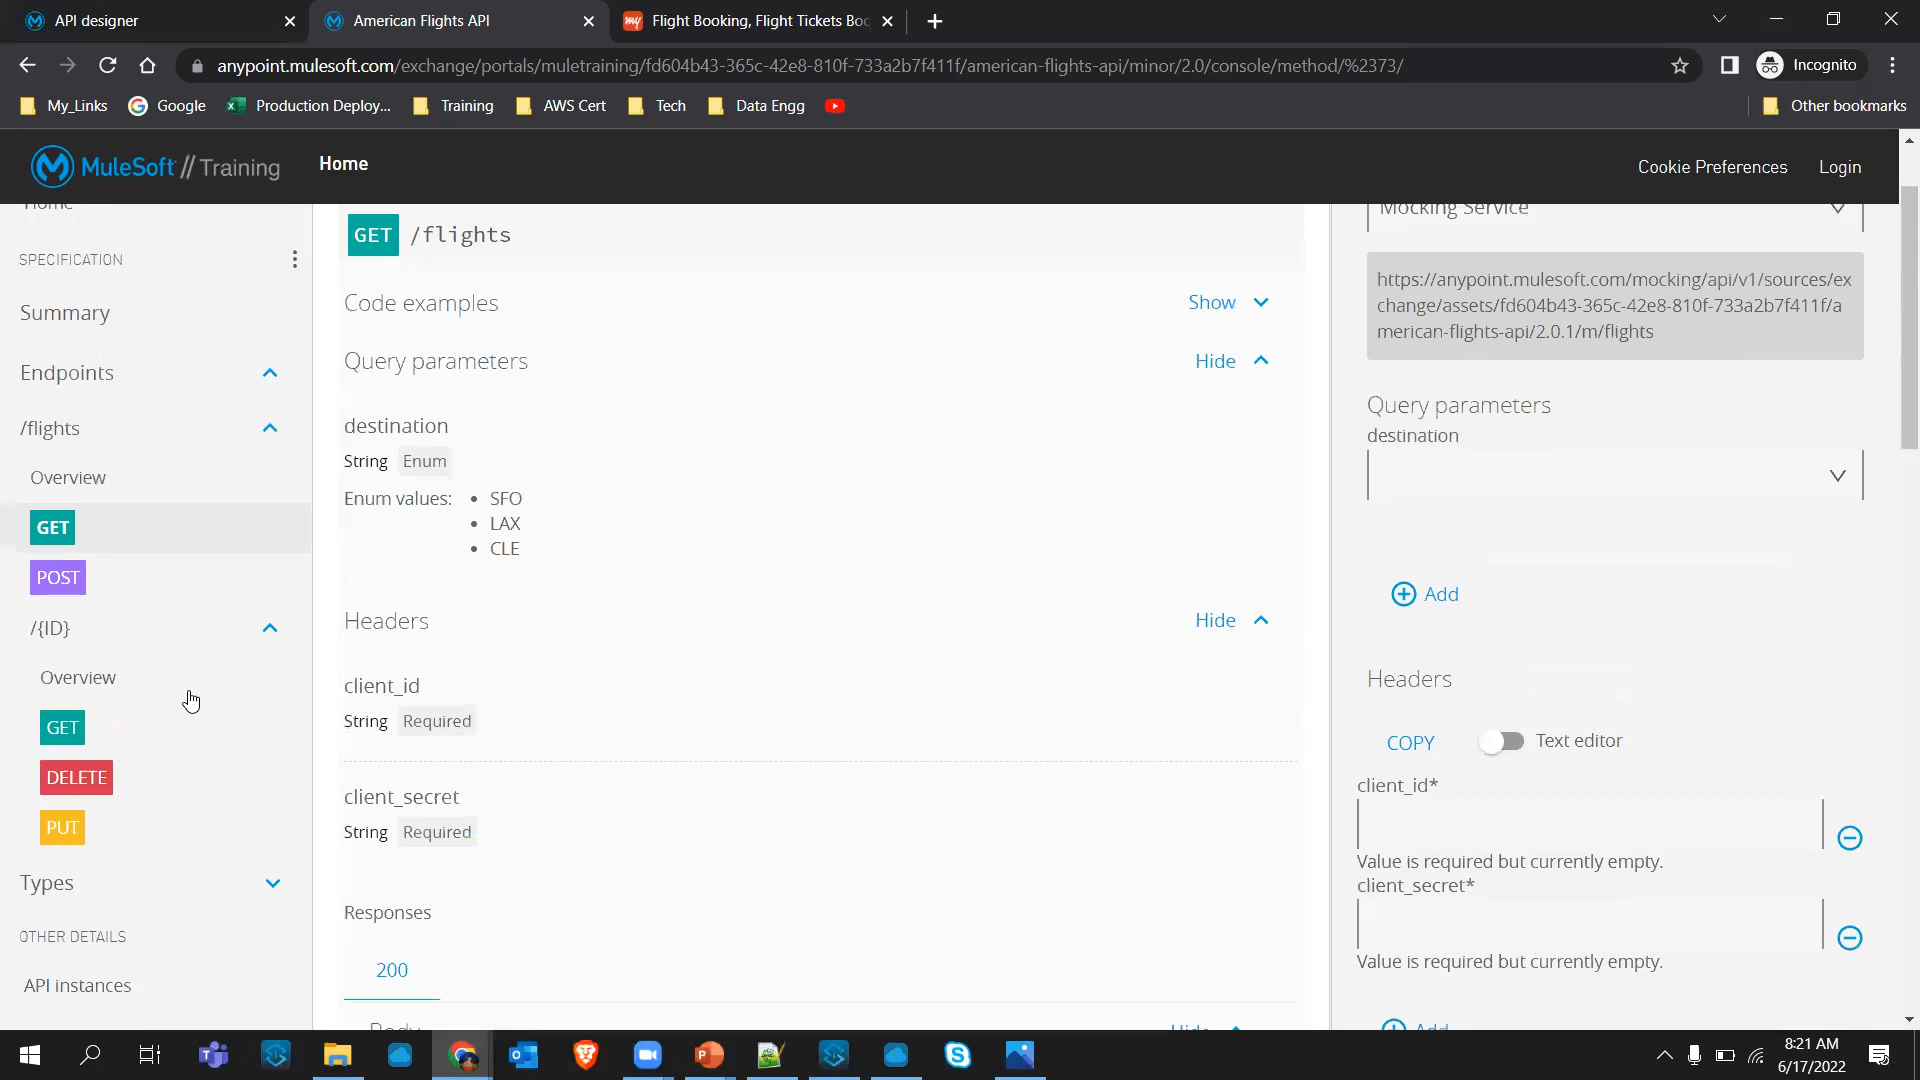 API designer
American Flights API
my
Flight Booking, Flight Tickets Boo
anypoint.mulesoft.com/exchange/portals/muletraining/fd604b43-365c-42e8-810f-733a2b7f411f/american-flights-api/minor/2.0/console/method/%2373/
Incognito
My_Links
Google
Production Deploy...
Training
AWS Cert
Tech
Data Engg
Other bookmarks
MuleSoft // Training
Home
Cookie Preferences
Login
Home
SPECIFICATION
Summary
Endpoints
/flights
Overview
GET
POST
/{ID}
Overview
GET
DELETE
PUT
Types
OTHER DETAILS
API instances
GET /flights
Code examples
Show
Query parameters
Hide
destination
String Enum
Enum values:
• SFO
• LAX
• CLE
Headers
Hide
client_id
String Required
client_secret
String Required
Responses
200
Body
Hide
Mocking Service
https://anypoint.mulesoft.com/mocking/api/v1/sources/ex
change/assets/fd604b43-365c-42e8-810f-733a2b7f411f/a
merican-flights-api/2.0.1/m/flights
Query parameters
destination
Add
Headers
COPY
Text editor
client_id*
Value is required but currently empty.
client_secret*
Value is required but currently empty.
Add
8:21 AM
6/17/2022